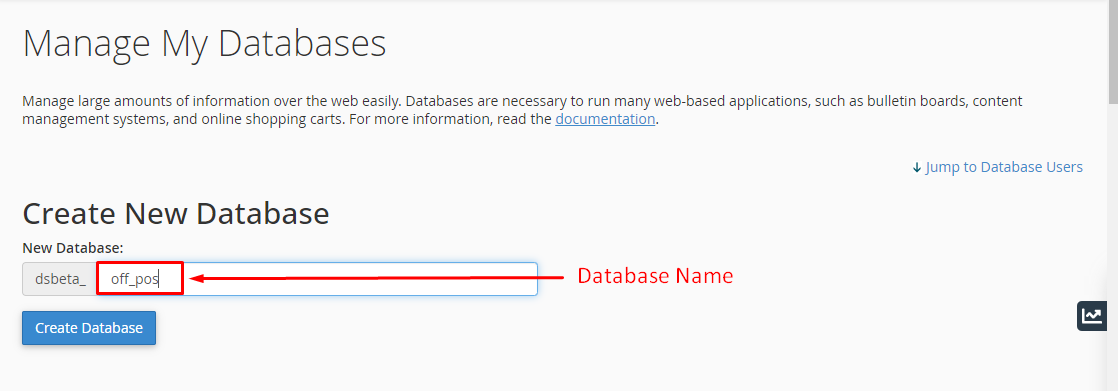 Manage My Databases
Manage large amounts of information over the web easily. Databases are necessary to run many web-based applications, such as bulletin boards, content
management systems, and online shopping carts. For more information, read the documentation.
Jump to Database Users
Create New Database
New Database:
dsbeta_ off_pos Database Name
Create Database